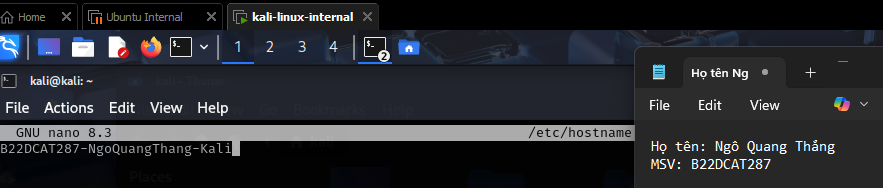 Home
Ubuntu Internal
kali-linux-internal
1 2 3 4
2
kali@kali: ~
File Actions Edit View Help
GNU nano 8.3 /etc/hostname
B22DCAT287-NgoQuangThang-Kali
Họ tên Ng
File Edit View
Họ tên: Ngô Quang Thắng
MSV: B22DCAT287